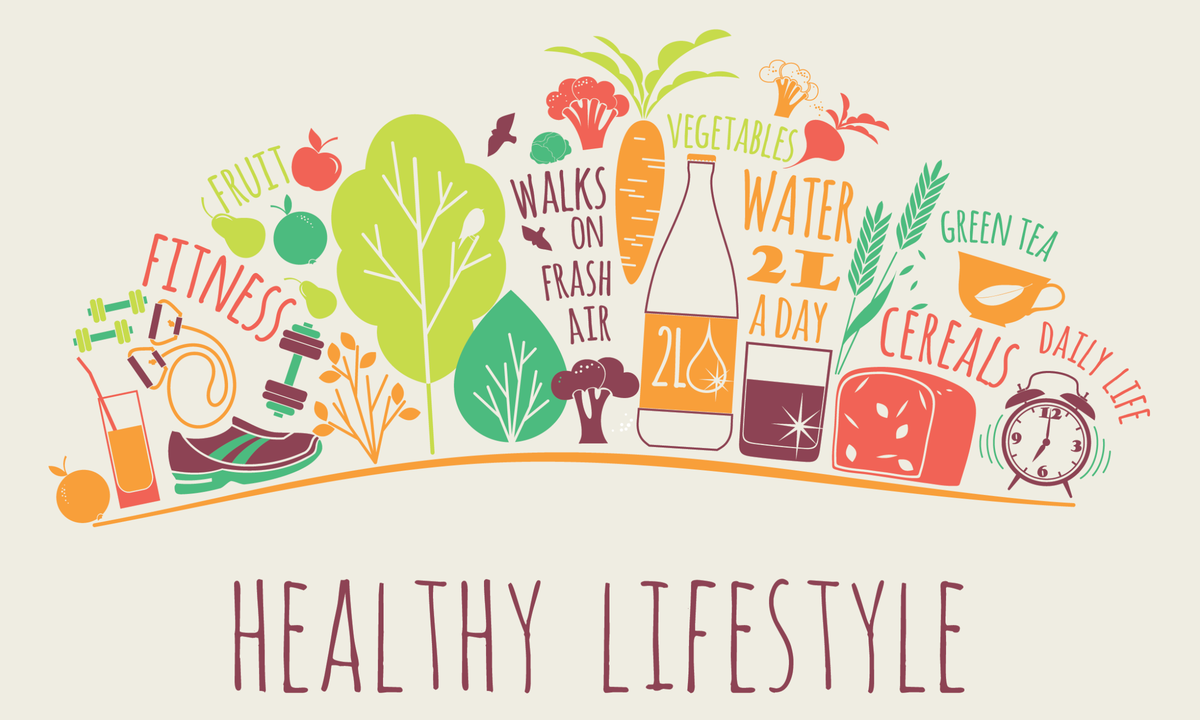 FRUIT
FITNESS
WALKS
ON
FRASH
AIR
VEGETABLES
WATER
2L
A DAY
2L
GREEN TEA
CEREALS
DAILY LIFE
12
9
3
6
HEALTHY LIFESTYLE